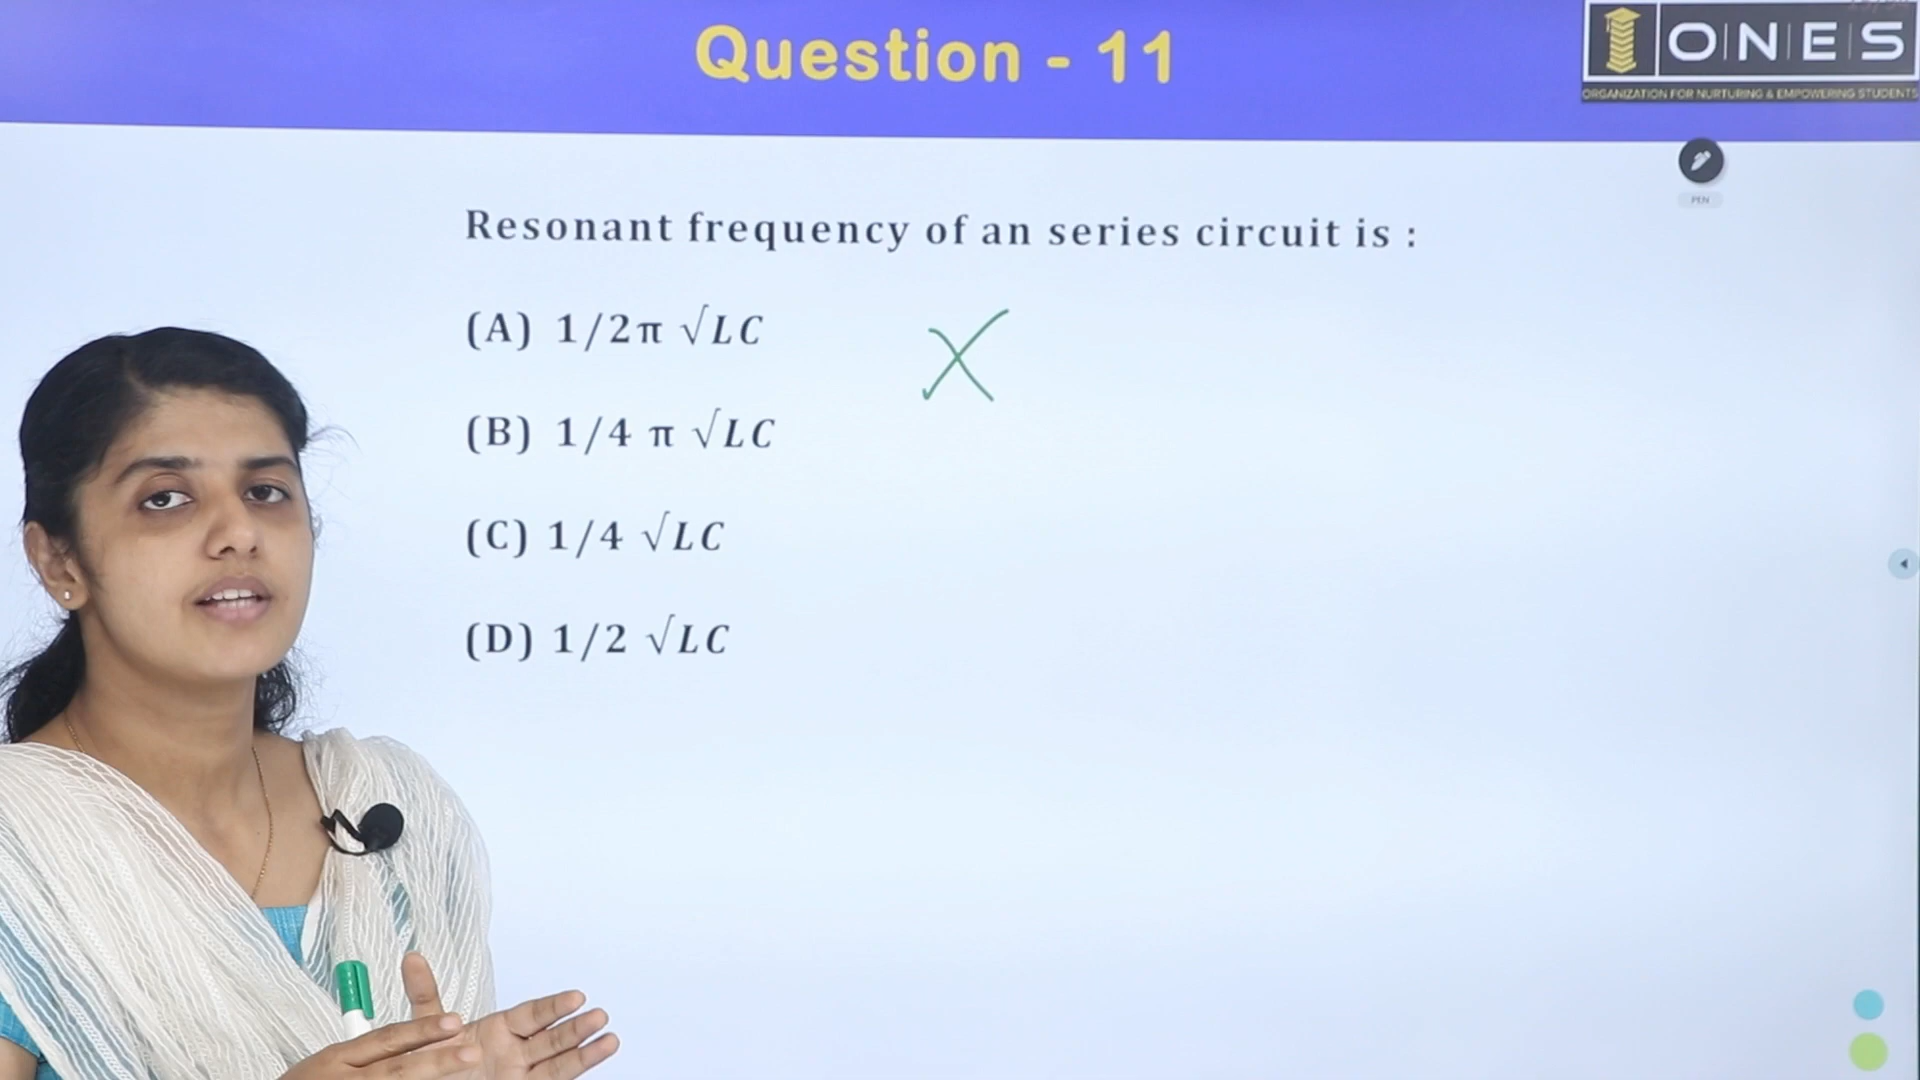 Question - 11
O|N|E|S
ORGANIZATION FOR NURTURING & EMPOWERING STUDENTS
PEN
Resonant frequency of an series circuit is :
(A) 1/2π √LC
X
(B) 1/4 π √LC
(C) 1/4 √LC
(D) 1/2 √LC